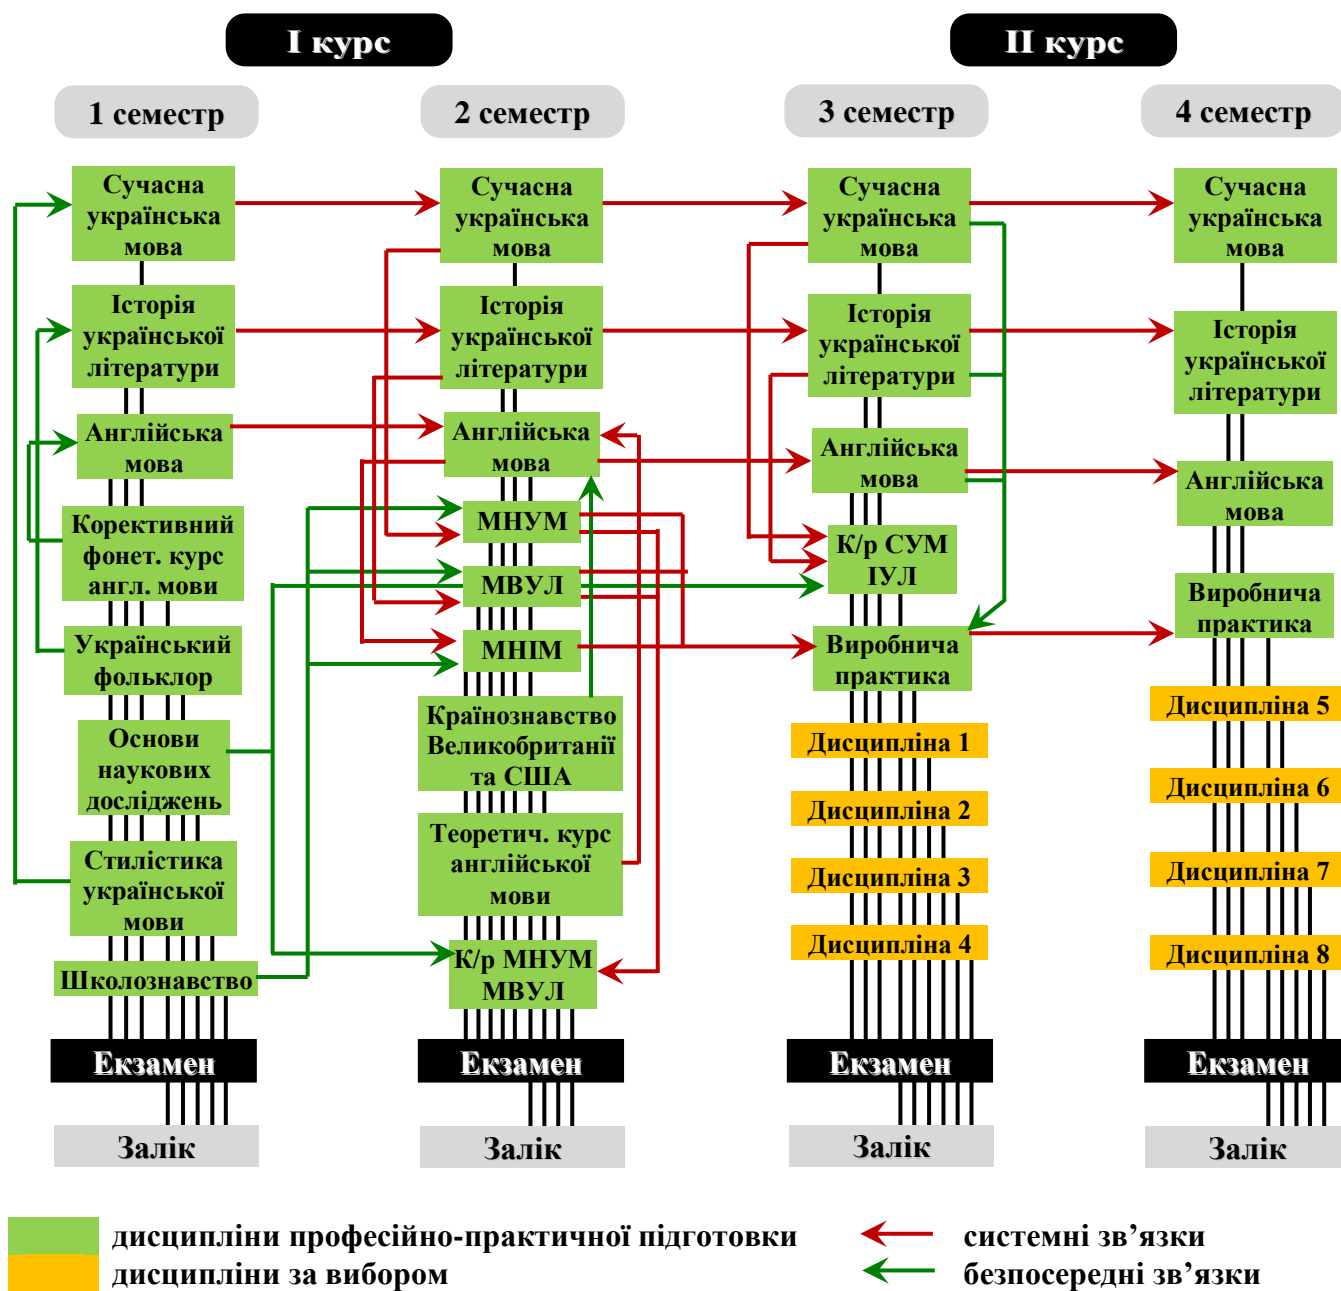 I курс
II курс
1 семестр
2 семестр
3 семестр
4 семестр
Сучасна
українська
мова
Історія
української
літератури
Англійська
мова
Корективний
фонет. курс
англ. мови
Український
фольклор
Основи
наукових
досліджень
Стилістика
української
мови
Школознавство
Екзамен
Залік
Сучасна
українська
мова
Історія
української
літератури
Англійська
мова
МНУМ
МВУЛ
МНІМ
Країнознавство
Великобританії
та США
Теоретич. курс
англійської
мови
К/р МНУМ
МВУЛ
Екзамен
Залік
Сучасна
українська
мова
Історія
української
літератури
Англійська
мова
К/р СУМ
ІУЛ
Виробнича
практика
Дисципліна 1
Дисципліна 2
Дисципліна 3
Дисципліна 4
Екзамен
Залік
Сучасна
українська
мова
Історія
української
літератури
Англійська
мова
Виробнича
практика
Дисципліна 5
Дисципліна 6
Дисципліна 7
Дисципліна 8
Екзамен
Залік
дисципліни професійно-практичної підготовки
дисципліни за вибором
системні зв’язки
безпосередні зв’язки